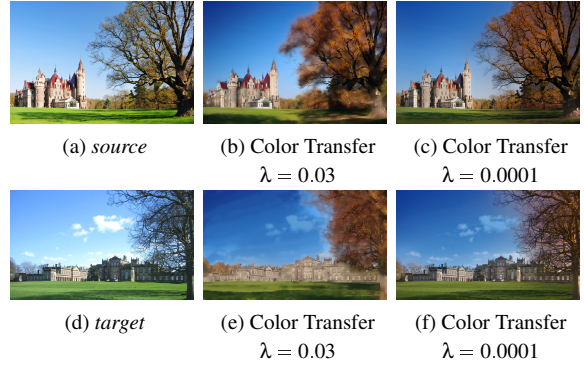 (a) source
(b) Color Transfer
λ = 0.03
(c) Color Transfer
λ = 0.0001
(d) target
(e) Color Transfer
λ = 0.03
(f) Color Transfer
λ = 0.0001